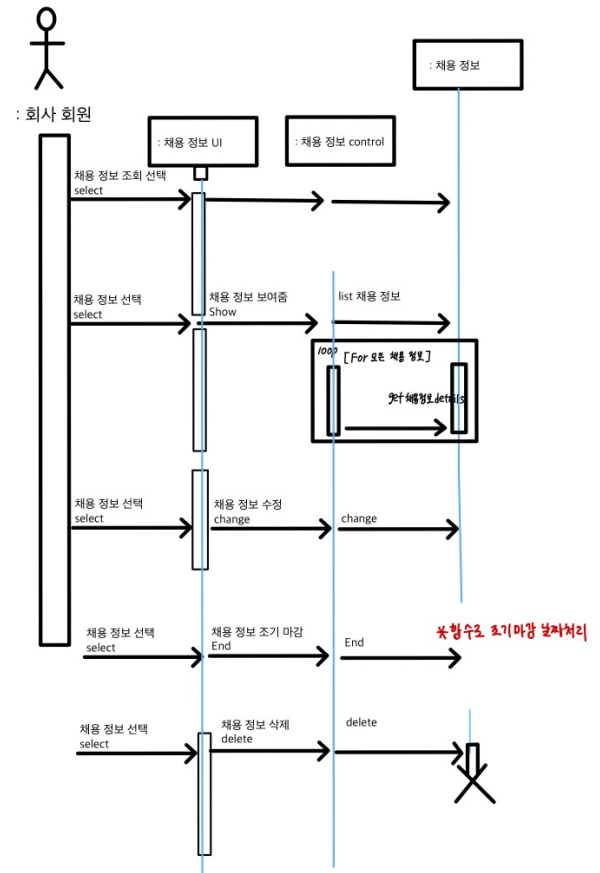 : 회사 회원
: 채용 정보 UI
: 채용 정보 control
: 채용 정보
채용 정보 조회 선택
select
채용 정보 선택
select
채용 정보 보여줌
Show
list 채용 정보
loop
[For 모든 채용 정보]
get채용정보details
채용 정보 선택
select
채용 정보 수정
change
change
채용 정보 선택
select
채용 정보 조기 마감
End
End
*함수로 조기마감 날짜처리
채용 정보 선택
select
채용 정보 삭제
delete
delete